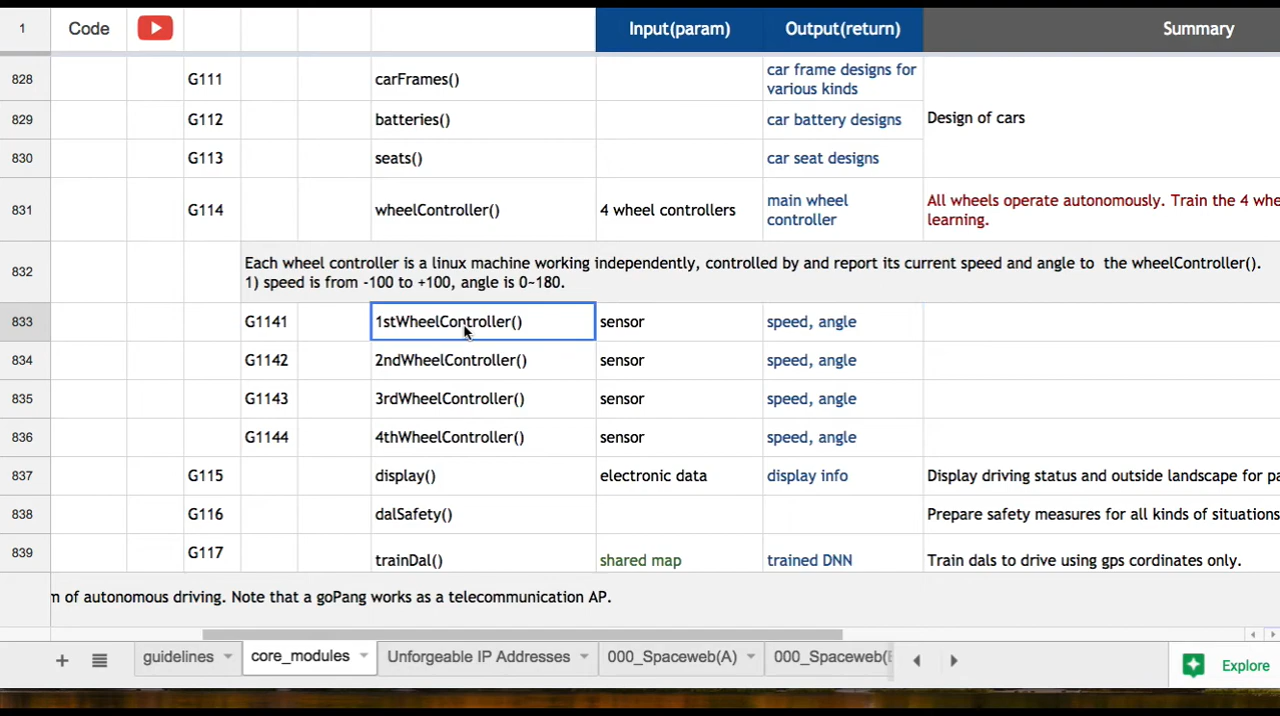 1 Code Input(param) Output(return) Summary
828 G111 carFrames() car frame designs for
various kinds
829 G112 batteries() car battery designs Design of cars
830 G113 seats() car seat designs
831 G114 wheelController() 4 wheel controllers main wheel
controller All wheels operate autonomously. Train the 4 whe
learning.
832 Each wheel controller is a linux machine working independently, controlled by and report its current speed and angle to the wheelController().
1) speed is from -100 to +100, angle is 0~180.
833 G1141 1stWheelController() sensor speed, angle
834 G1142 2ndWheelController() sensor speed, angle
835 G1143 3rdWheelController() sensor speed, angle
836 G1144 4thWheelController() sensor speed, angle
837 G115 display() electronic data display info Display driving status and outside landscape for pa
838 G116 dalSafety() Prepare safety measures for all kinds of situations
839 G117 trainDal() shared map trained DNN Train dals to drive using gps cordinates only.
m of autonomous driving. Note that a goPang works as a telecommunication AP.
+ guidelines core_modules Unforgeable IP Addresses 000_Spaceweb(A) 000_Spaceweb(E Explore